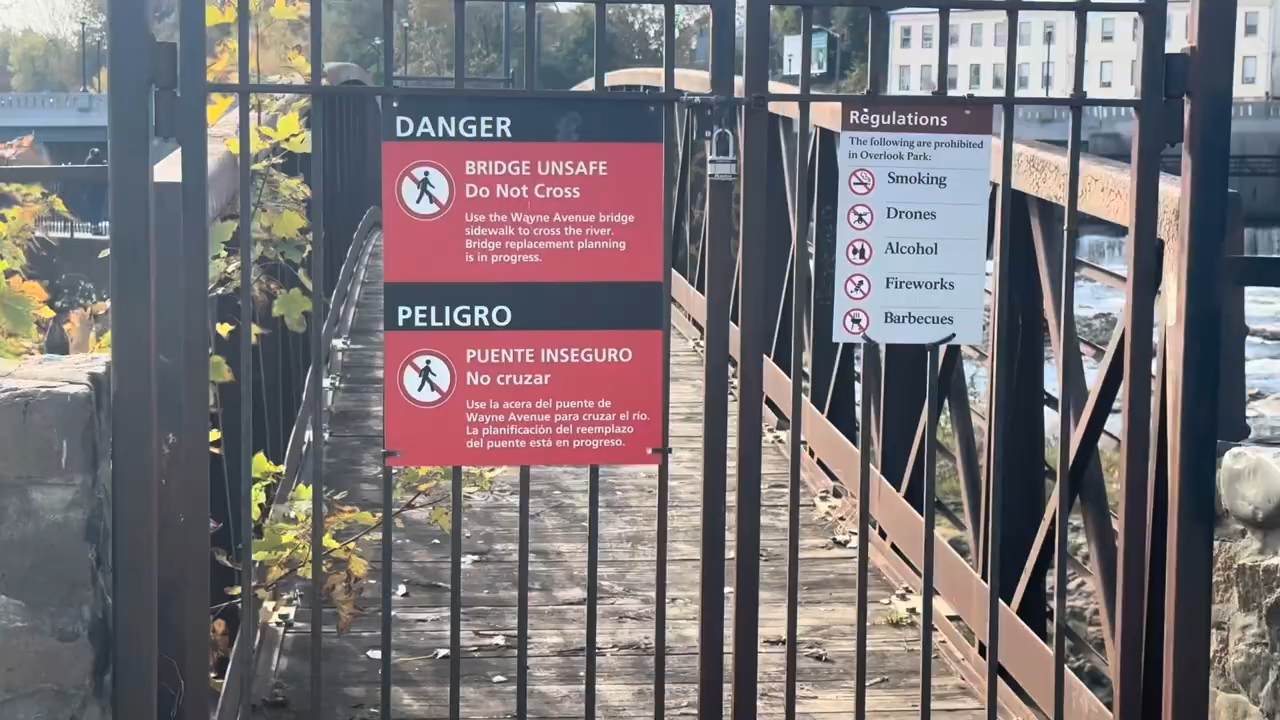 DANGER
BRIDGE UNSAFE
Do Not Cross
Use the Wayne Avenue bridge
sidewalk to cross the river.
Bridge replacement planning
is in progress.
PELIGRO
PUENTE INSEGURO
No cruzar
Use la acera del puente de
Wayne Avenue para cruzar el río.
La planificación del reemplazo
del puente está en progreso.
Regulations
The following are prohibited
in Overlook Park:
Smoking
Drones
Alcohol
Fireworks
Barbecues